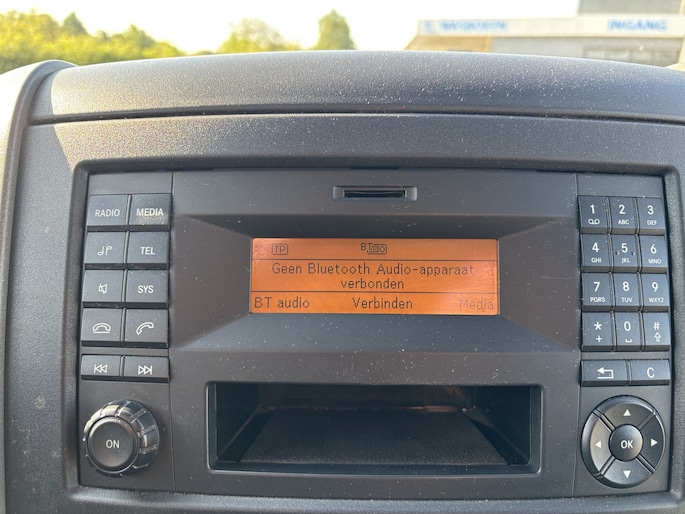 INGANG
RADIO
MEDIA
TEL
SYS
ON
TP
Geen Bluetooth Audio-apparaat
verbonden
BT audio Verbinden Media
1 2 ABC 3 DEF
4 GHI 5 JKL 6 MNO
7 PQRS 8 TUV 9 WXYZ
* + 0 #
C
OK